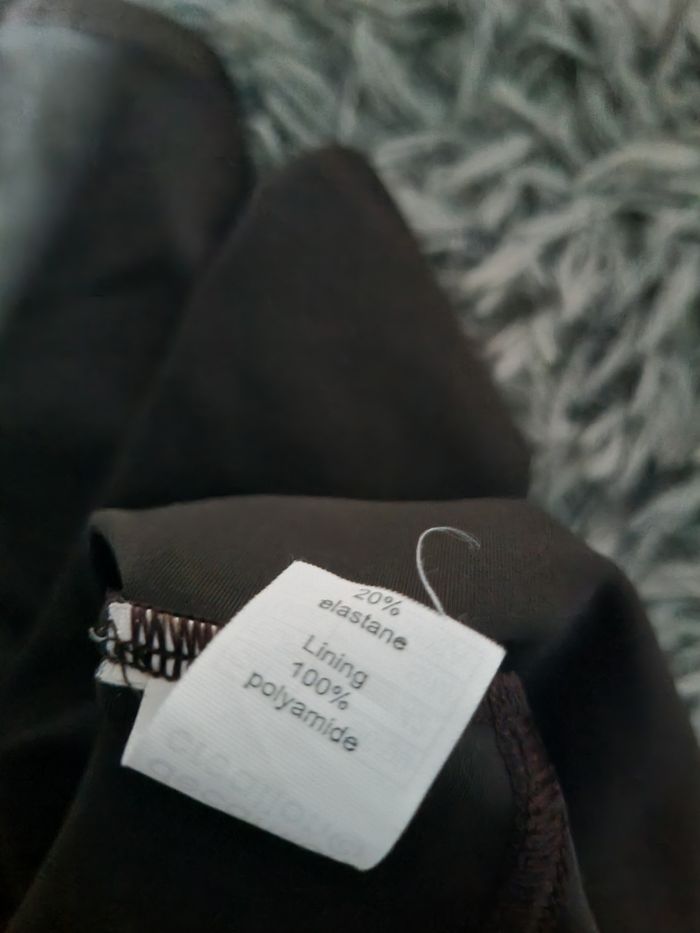 20%
elastane
Lining
100%
polyamide